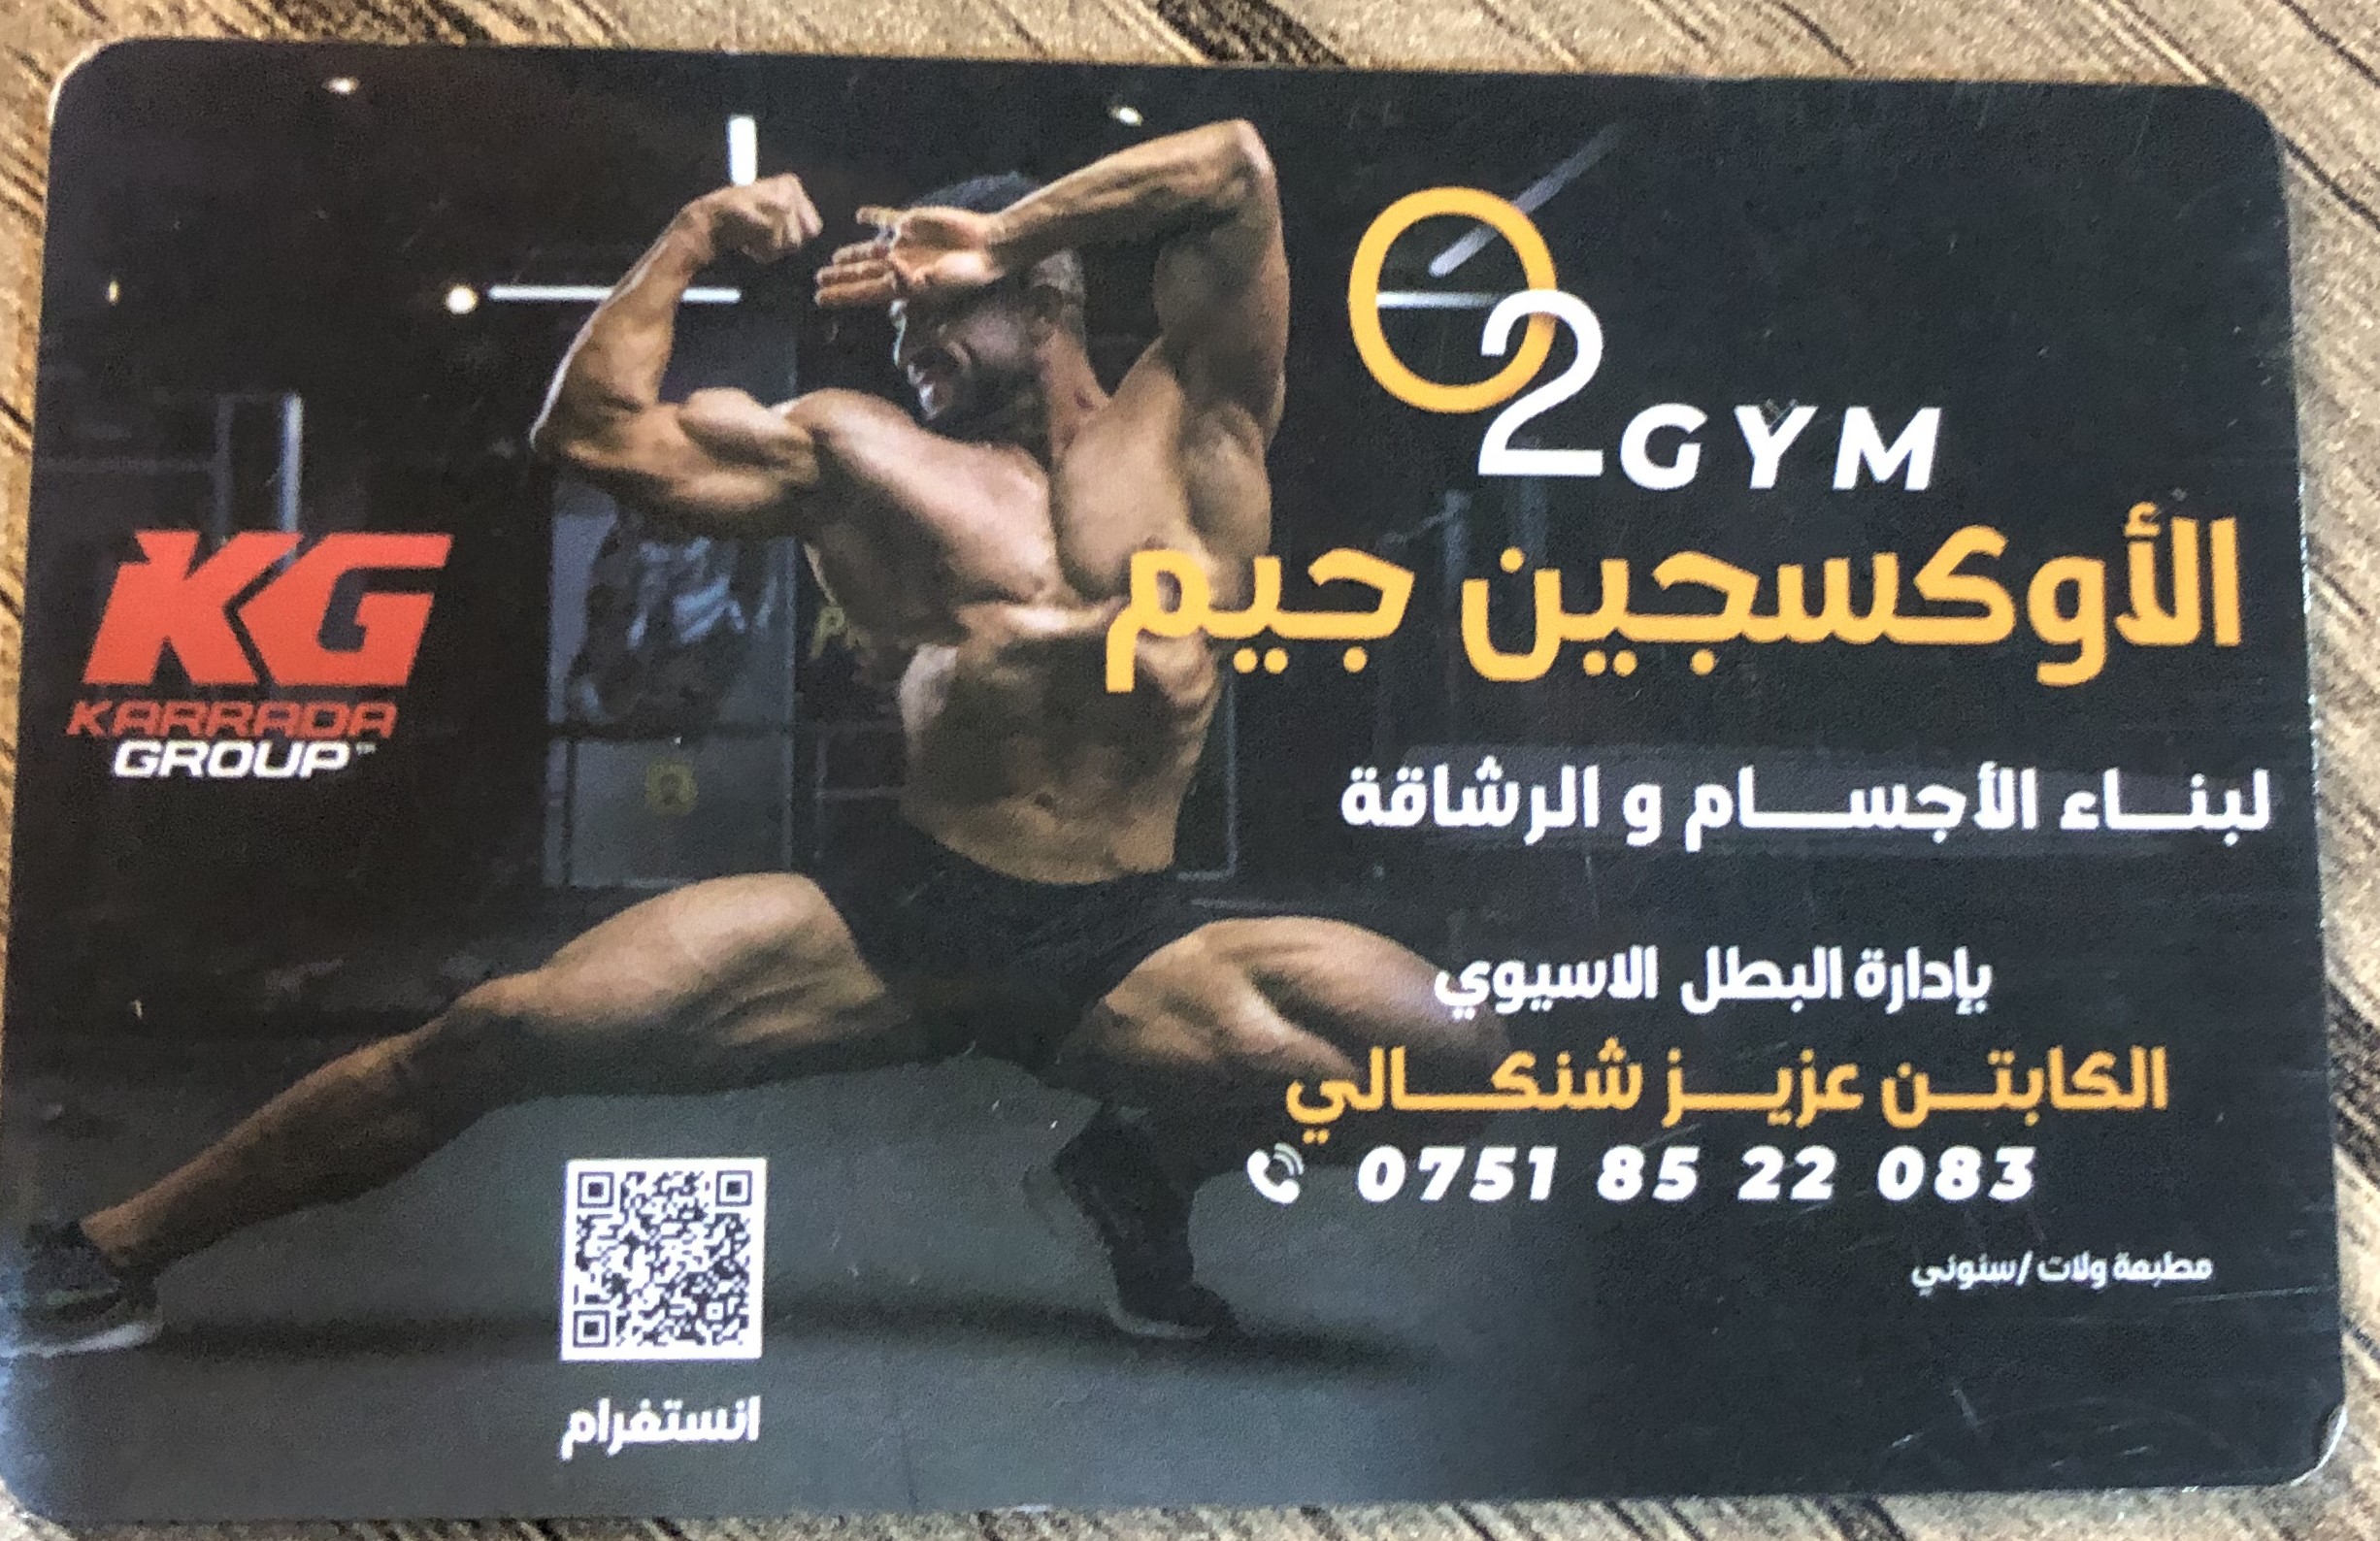 O2 GYM
الأوكسجين جيم
KG
KARRADA
GROUP™
لبناء الأجسام و الرشاقة
بإدارة البطل الاسيوي
الكابتن عزيز شنكالي
0751 85 22 083
مطبعة ولات / سنوني
انستغرام